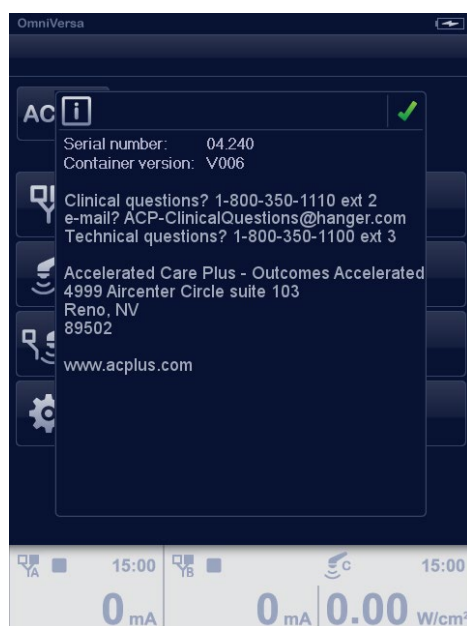 OmniVersa
AC
Serial number: 04.240
Container version: V006
Clinical questions? 1-800-350-1110 ext 2
e-mail? ACP-ClinicalQuestions@hanger.com
Technical questions? 1-800-350-1100 ext 3
Accelerated Care Plus - Outcomes Accelerated
4999 Aircenter Circle suite 103
Reno, NV
89502
www.acplus.com
A 15:00 B C 15:00
0 mA 0 mA 0.00 W/cm²